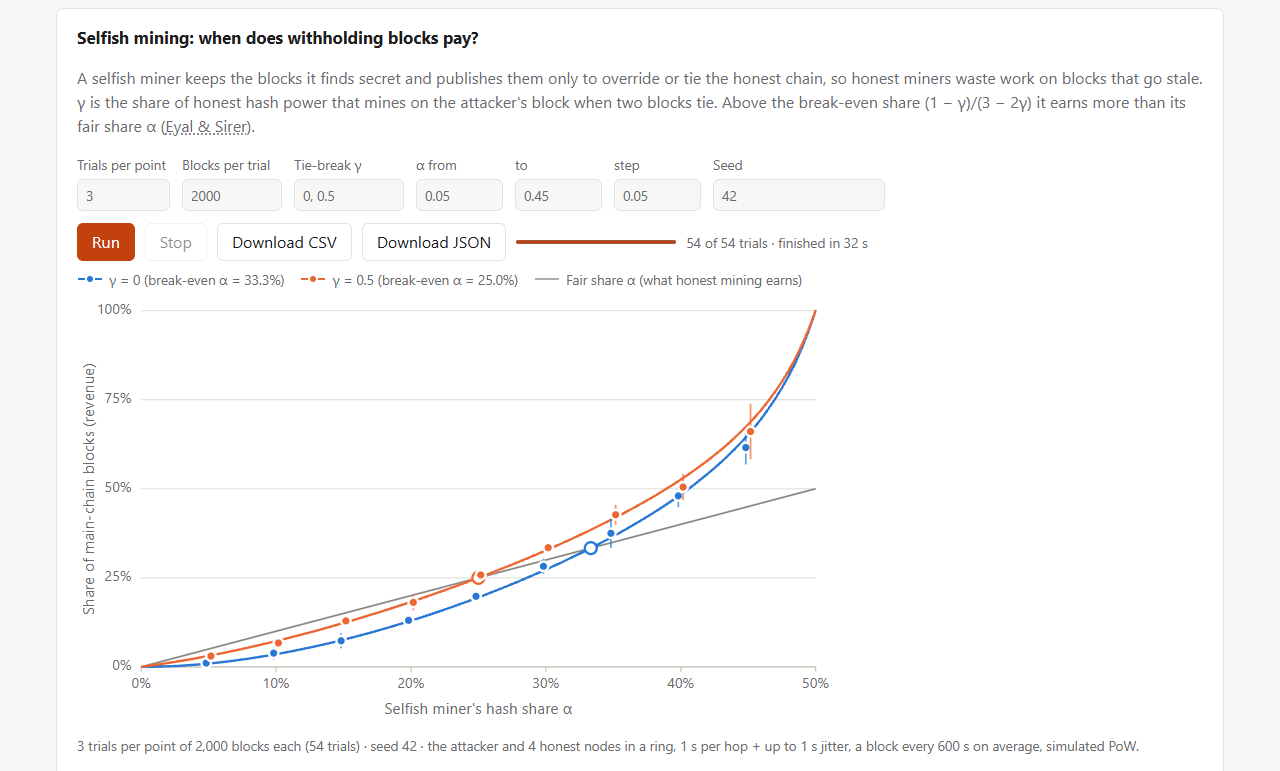 Selfish mining: when does withholding blocks pay?
A selfish miner keeps the blocks it finds secret and publishes them only to override or tie the honest chain, so honest miners waste work on blocks that go stale.
γ is the share of honest hash power that mines on the attacker's block when two blocks tie. Above the break-even share (1 − γ)/(3 − 2γ) it earns more than its
fair share α (Eyal & Sirer).
Trials per point Blocks per trial Tie-break γ α from to step Seed
3 2000 0, 0.5 0.05 0.45 0.05 42
Run Stop Download CSV Download JSON 54 of 54 trials · finished in 32 s
γ = 0 (break-even α = 33.3%) γ = 0.5 (break-even α = 25.0%) Fair share α (what honest mining earns)
100%
75%
50%
25%
0%
Share of main-chain blocks (revenue)
0% 10% 20% 30% 40% 50%
Selfish miner's hash share α
3 trials per point of 2,000 blocks each (54 trials) · seed 42 · the attacker and 4 honest nodes in a ring, 1 s per hop + up to 1 s jitter, a block every 600 s on average, simulated PoW.